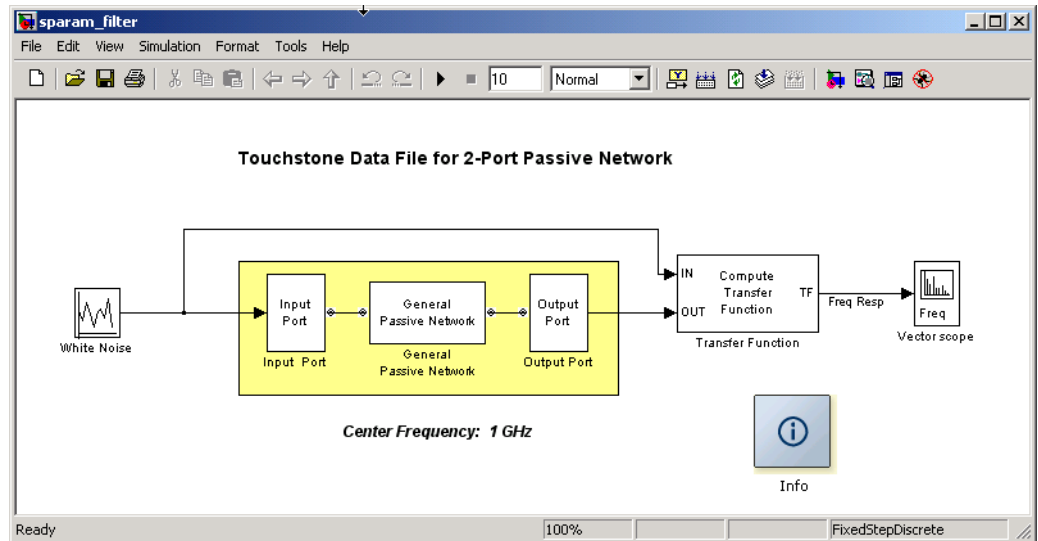 sparam_filter
File Edit View Simulation Format Tools Help
10 Normal
Touchstone Data File for 2-Port Passive Network
White Noise
Input
Port
Input Port
General
Passive Network
General
Passive Network
Output
Port
Output Port
IN
OUT
Compute
Transfer
Function
TF
Transfer Function
Freq Resp
Freq
Vector scope
Center Frequency: 1 GHz
Info
Ready 100% FixedStepDiscrete